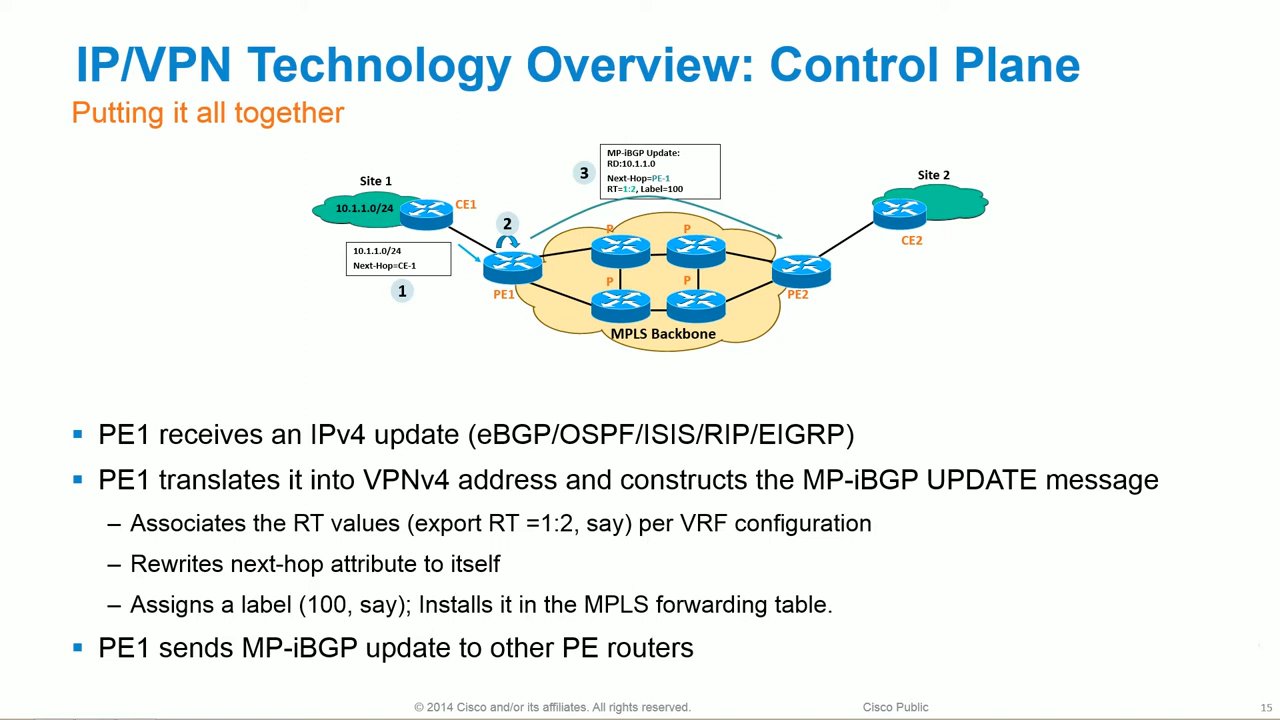 IP/VPN Technology Overview: Control Plane
Putting it all together
MP-iBGP Update:
RD:10.1.1.0
Next-Hop=PE-1
RT=1:2, Label=100
3
Site 1
Site 2
10.1.1.0/24
CE1
2
P
P
CE2
10.1.1.0/24
Next-Hop=CE-1
1
PE1
P
P
PE2
MPLS Backbone
▪ PE1 receives an IPv4 update (eBGP/OSPF/ISIS/RIP/EIGRP)
▪ PE1 translates it into VPNv4 address and constructs the MP-iBGP UPDATE message
– Associates the RT values (export RT =1:2, say) per VRF configuration
– Rewrites next-hop attribute to itself
– Assigns a label (100, say); Installs it in the MPLS forwarding table.
▪ PE1 sends MP-iBGP update to other PE routers
© 2014 Cisco and/or its affiliates. All rights reserved.
Cisco Public
15